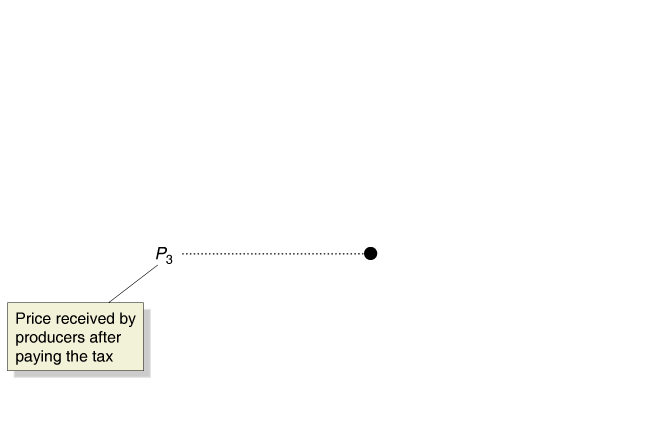 P3
Price received by
producers after
paying the tax